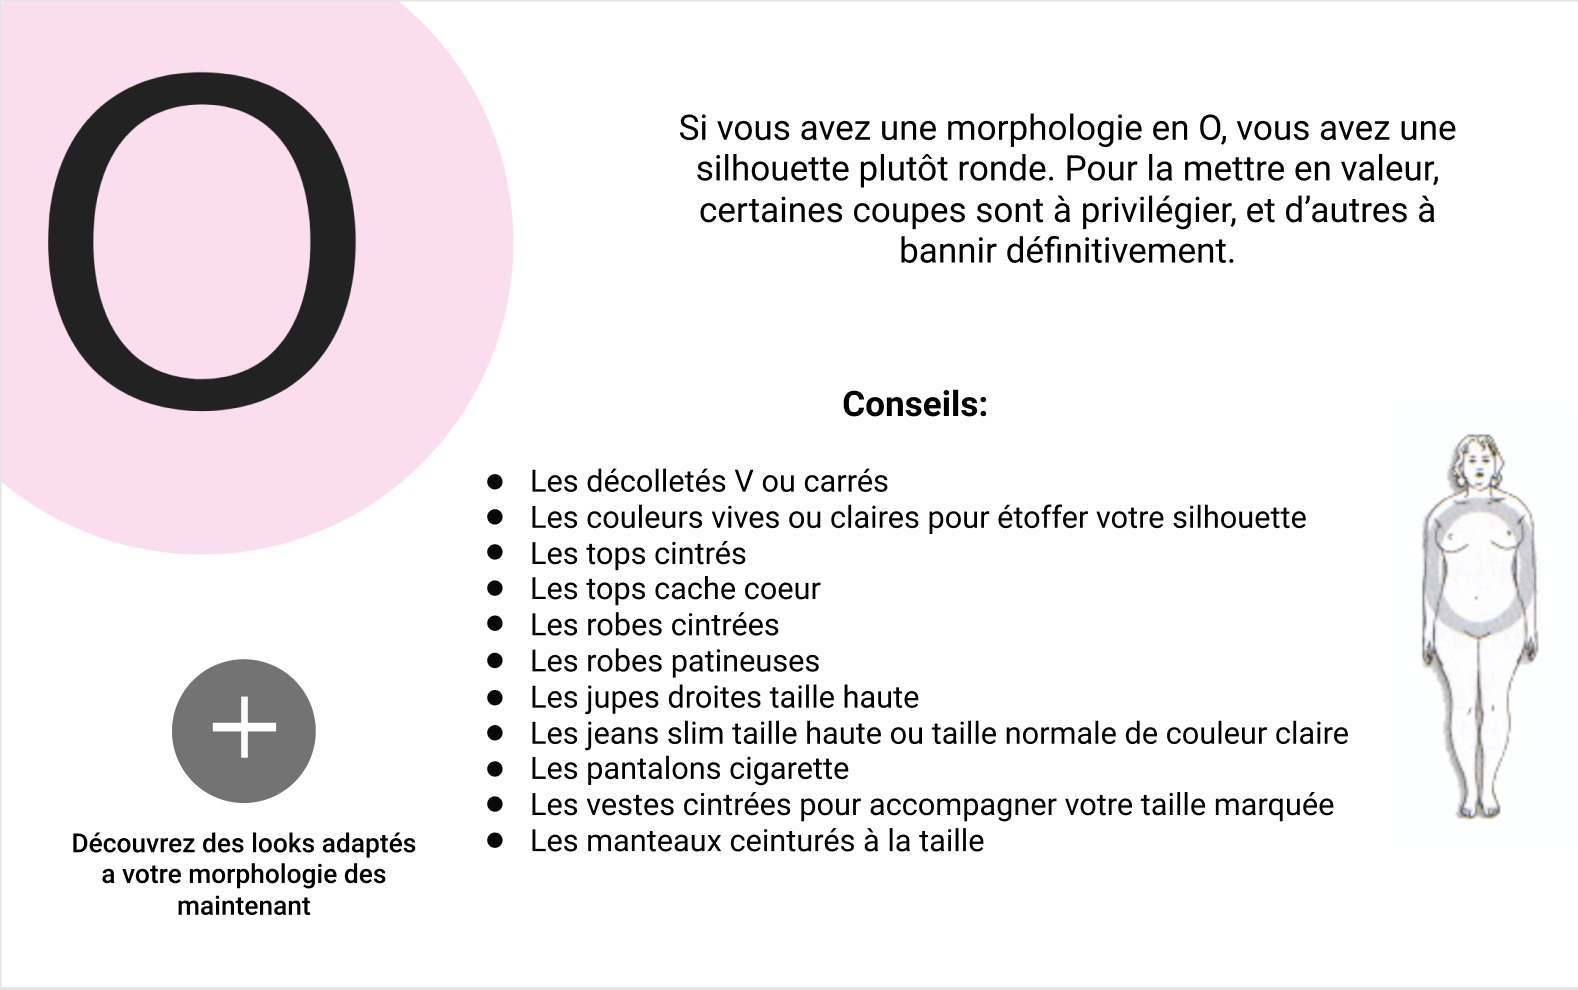 O
Si vous avez une morphologie en O, vous avez une
silhouette plutôt ronde. Pour la mettre en valeur,
certaines coupes sont à privilégier, et d’autres à
bannir définitivement.
Conseils:
● Les décolletés V ou carrés
● Les couleurs vives ou claires pour étoffer votre silhouette
● Les tops cintrés
● Les tops cache coeur
● Les robes cintrées
● Les robes patineuses
● Les jupes droites taille haute
● Les jeans slim taille haute ou taille normale de couleur claire
● Les pantalons cigarette
● Les vestes cintrées pour accompagner votre taille marquée
● Les manteaux ceinturés à la taille
+
Découvrez des looks adaptés
a votre morphologie des
maintenant